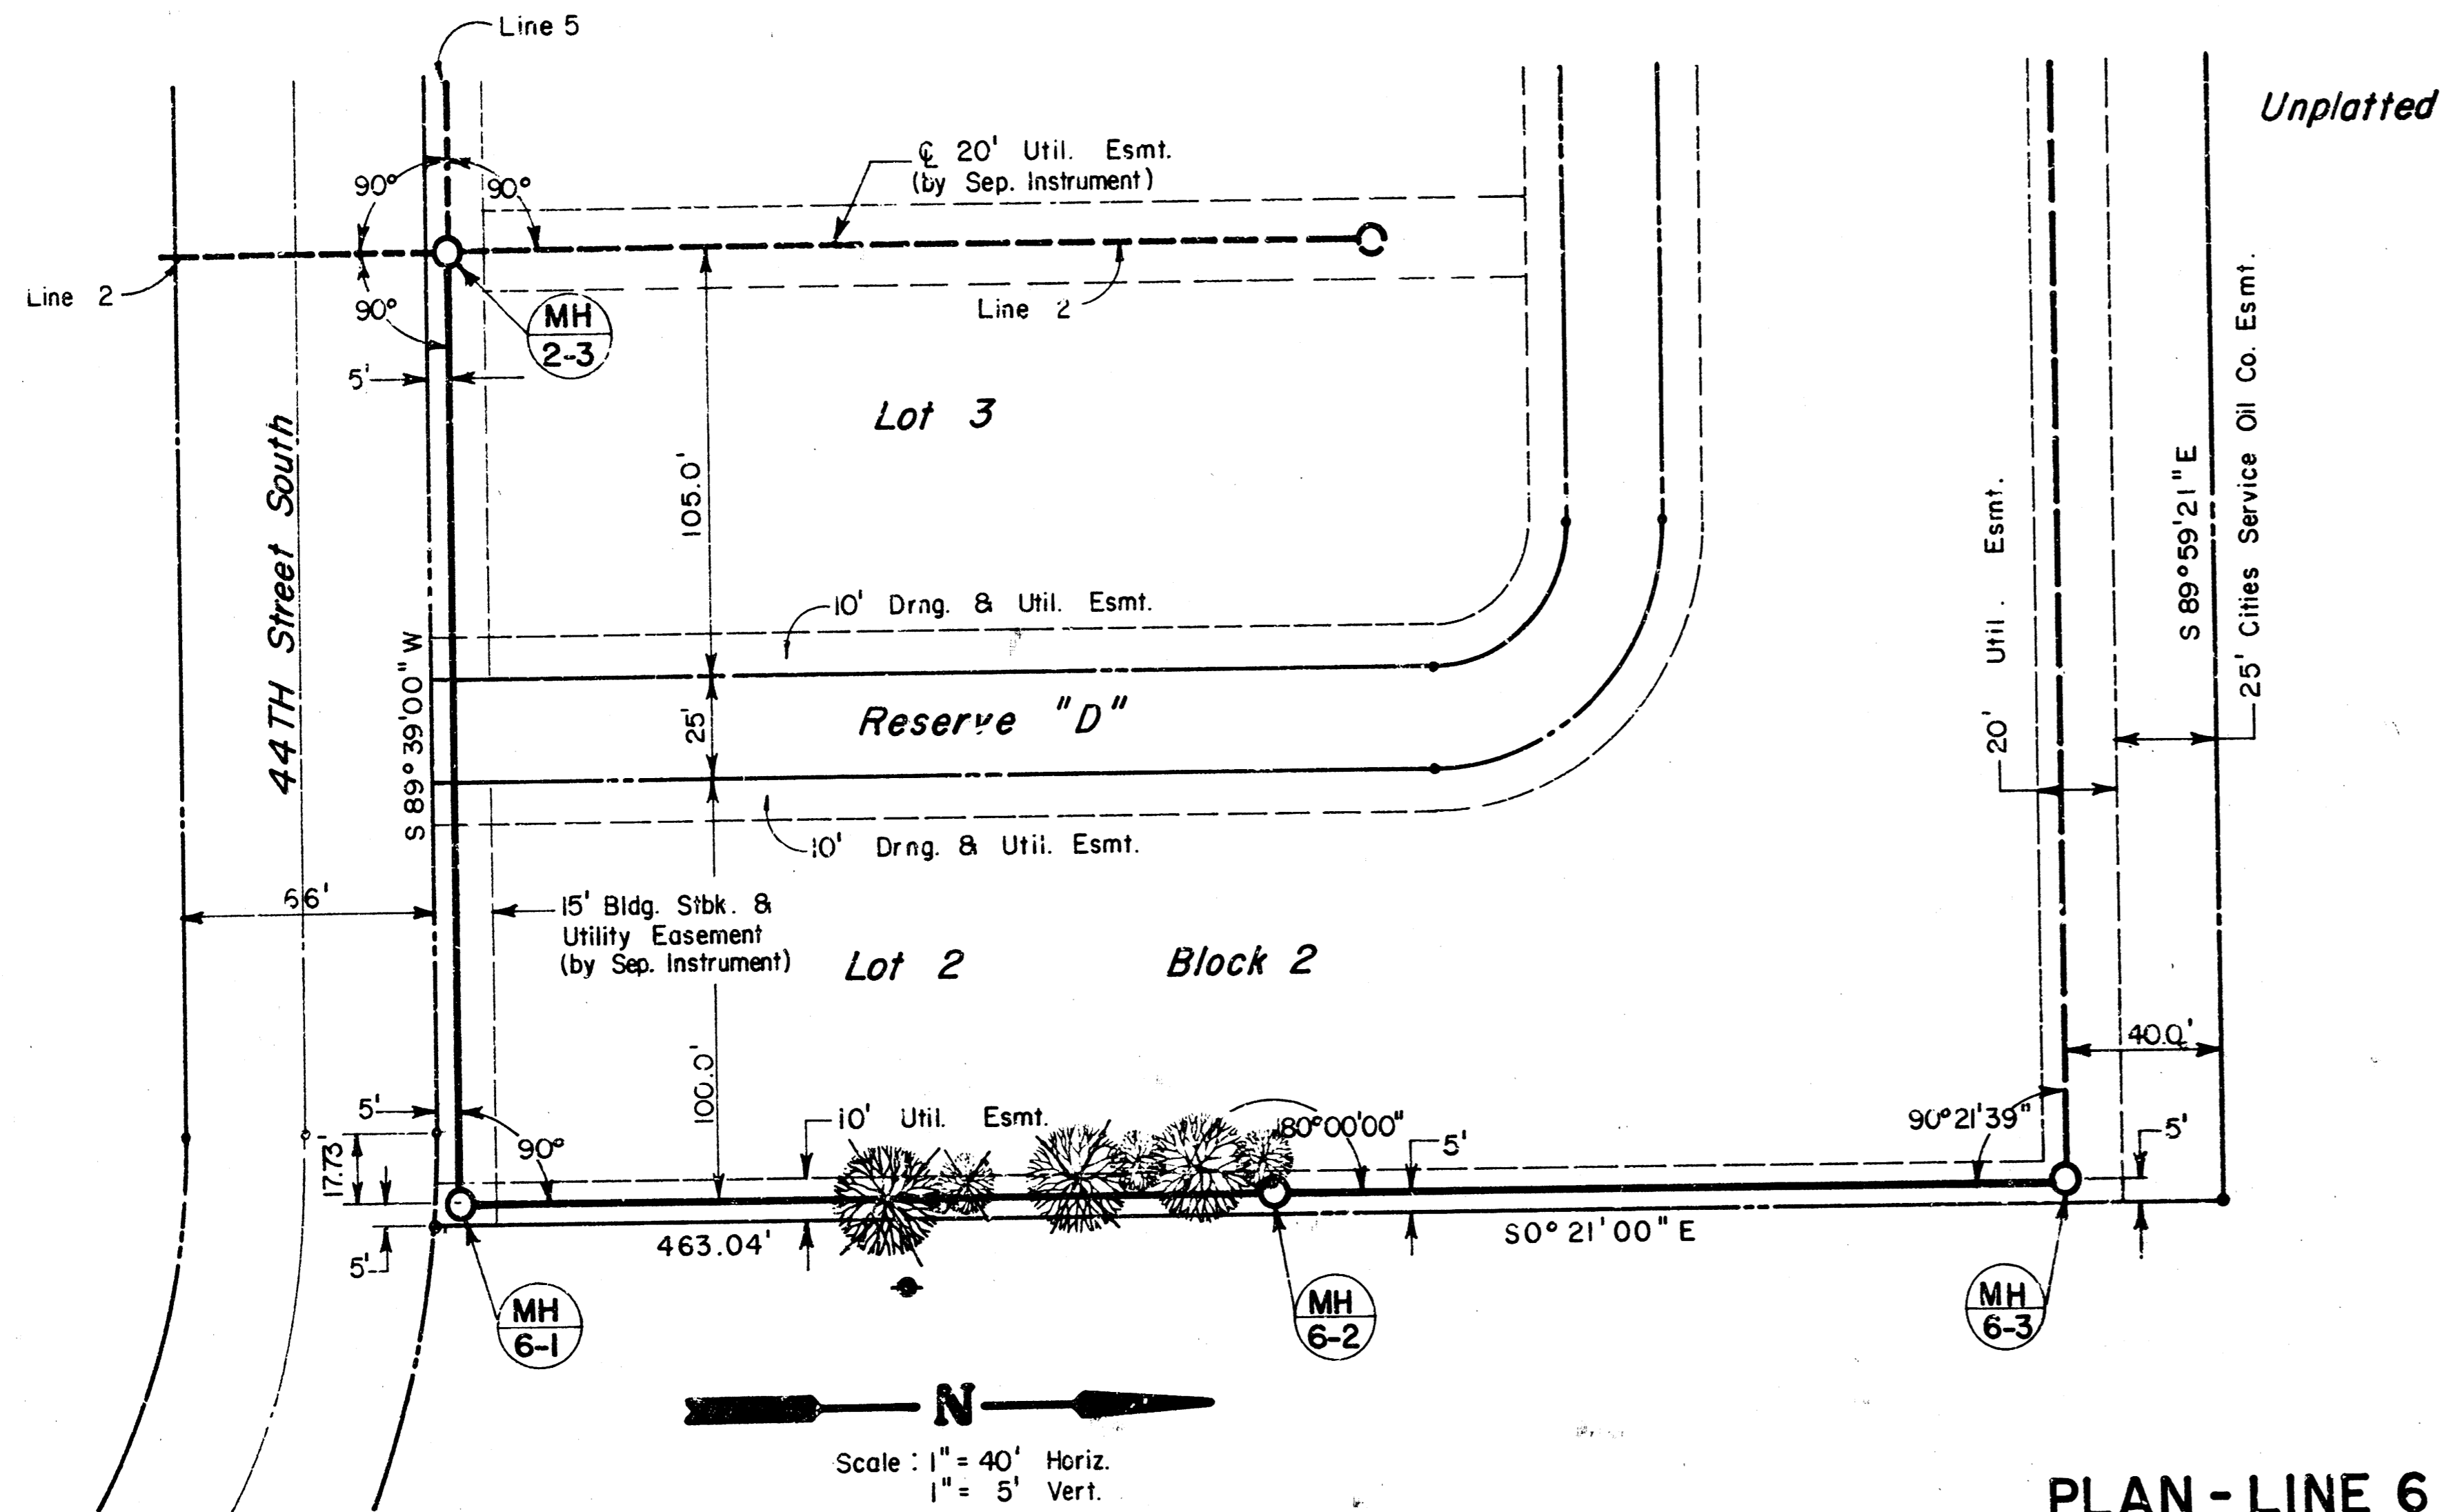 Line 5
Unplatted
℄ 20' Util. Esmt.
(by Sep. Instrument)
90°
90°
Line 2
90°
MH
2-3
Line 2
5'
Lot 3
44TH Street South
105.0'
S 89°59'21" E
25' Cities Service Oil Co. Esmt.
20' Util. Esmt.
10' Drng. & Util. Esmt.
S 89°39'00" W
25'
Reserve "D"
10' Drng. & Util. Esmt.
66'
15' Bldg. Stbk. &
Utility Easement
(by Sep. Instrument)
Lot 2
Block 2
100.0'
40.0'
5'
17.73'
90°
10' Util. Esmt.
180°00'00"
5'
90°21'39"
5'
5'
463.04'
S0°21'00" E
MH
6-1
MH
6-2
MH
6-3
N
Scale : 1" = 40' Horiz.
1" = 5' Vert.
PLAN - LINE 6